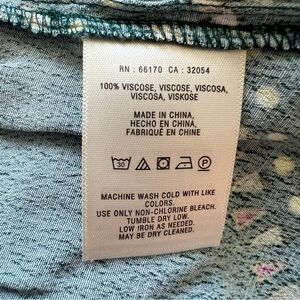 RN : 66170 CA : 32054
100% VISCOSE, VISCOSE, VISCOSA,
VISCOSA, VISKOSE
MADE IN CHINA,
HECHO EN CHINA,
FABRIQUÉ EN CHINE
30 P
MACHINE WASH COLD WITH LIKE
COLORS.
USE ONLY NON-CHLORINE BLEACH.
TUMBLE DRY LOW.
LOW IRON AS NEEDED.
MAY BE DRY CLEANED.